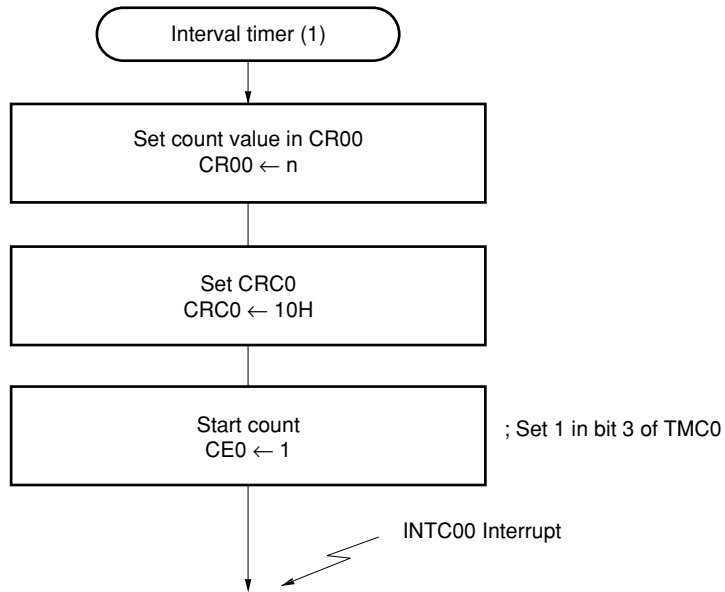 Interval timer (1)
Set count value in CR00
CR00 ← n
Set CRC0
CRC0 ← 10H
Start count
CE0 ← 1
; Set 1 in bit 3 of TMC0
INTC00 Interrupt